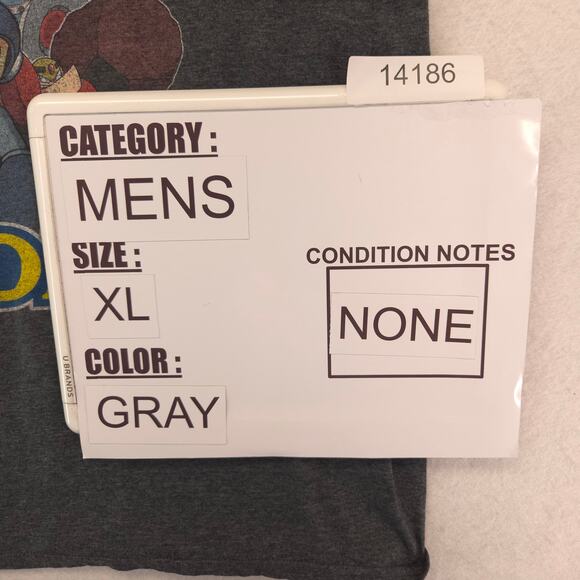 14186
CATEGORY :
MENS
SIZE :
XL
CONDITION NOTES
NONE
COLOR :
GRAY
U BRANDS